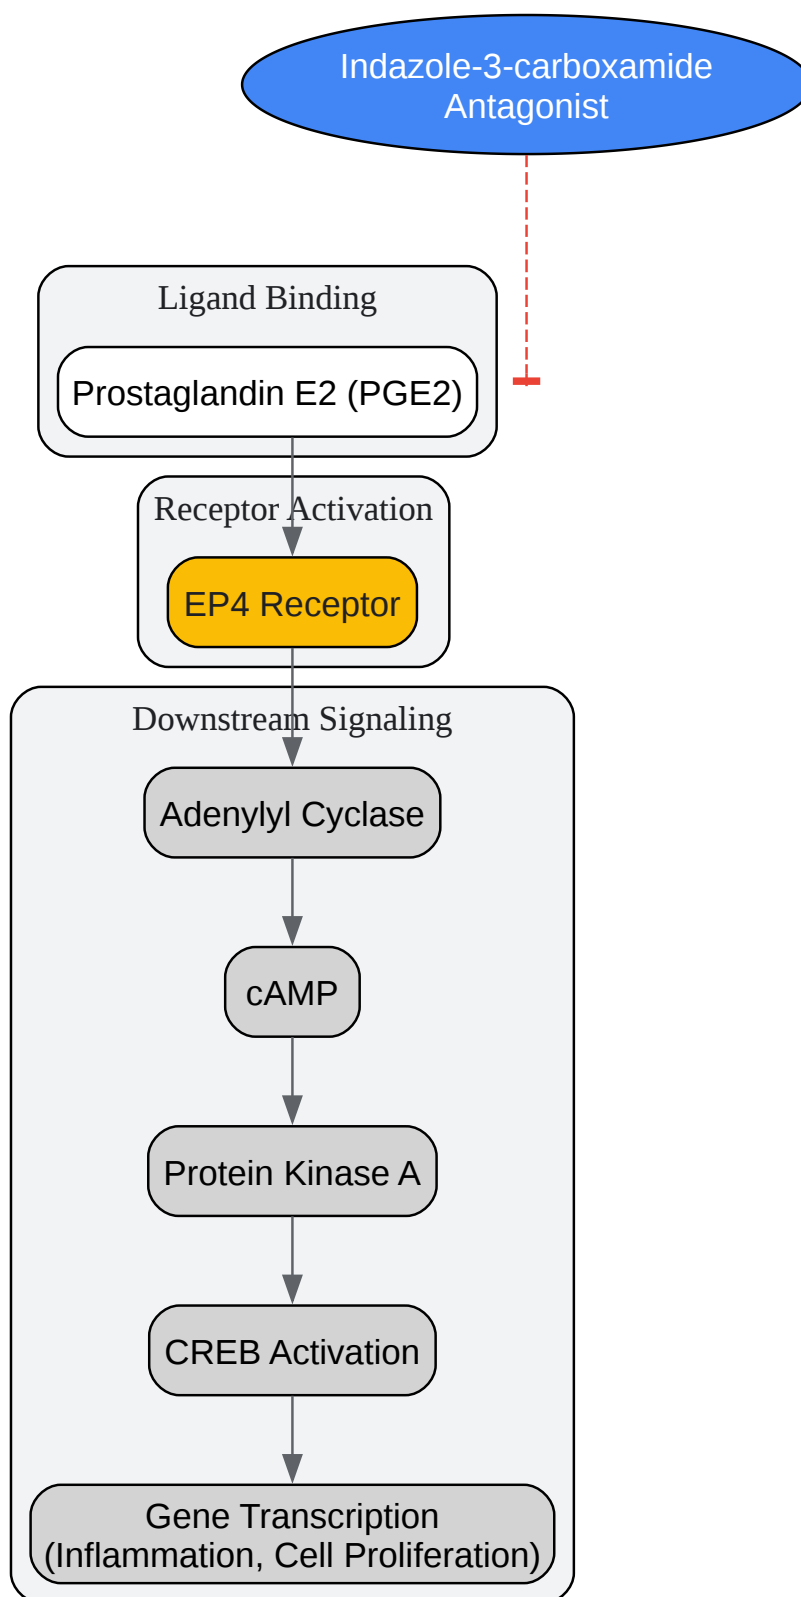 Indazole-3-carboxamide
Antagonist
Ligand Binding
Prostaglandin E2 (PGE2)
Receptor Activation
EP4 Receptor
Downstream Signaling
Adenylyl Cyclase
cAMP
Protein Kinase A
CREB Activation
Gene Transcription
(Inflammation, Cell Proliferation)